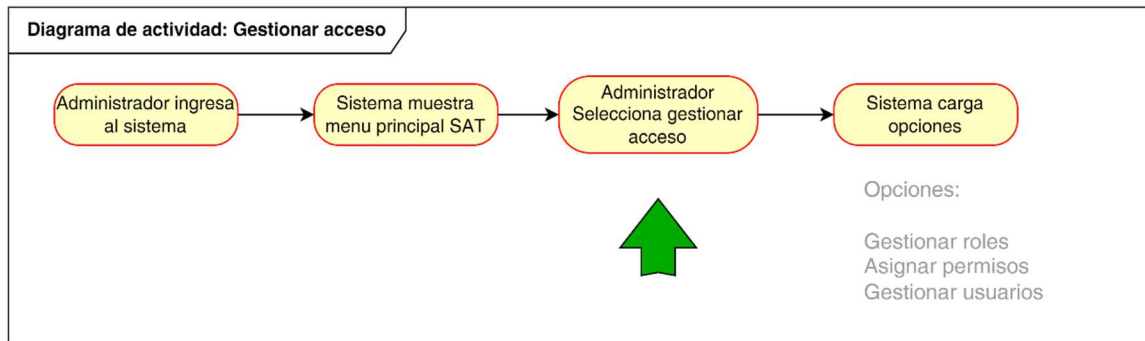 Diagrama de actividad: Gestionar acceso
Administrador ingresa
al sistema
Sistema muestra
menu principal SAT
Administrador
Selecciona gestionar
acceso
Sistema carga
opciones
Opciones:
Gestionar roles
Asignar permisos
Gestionar usuarios